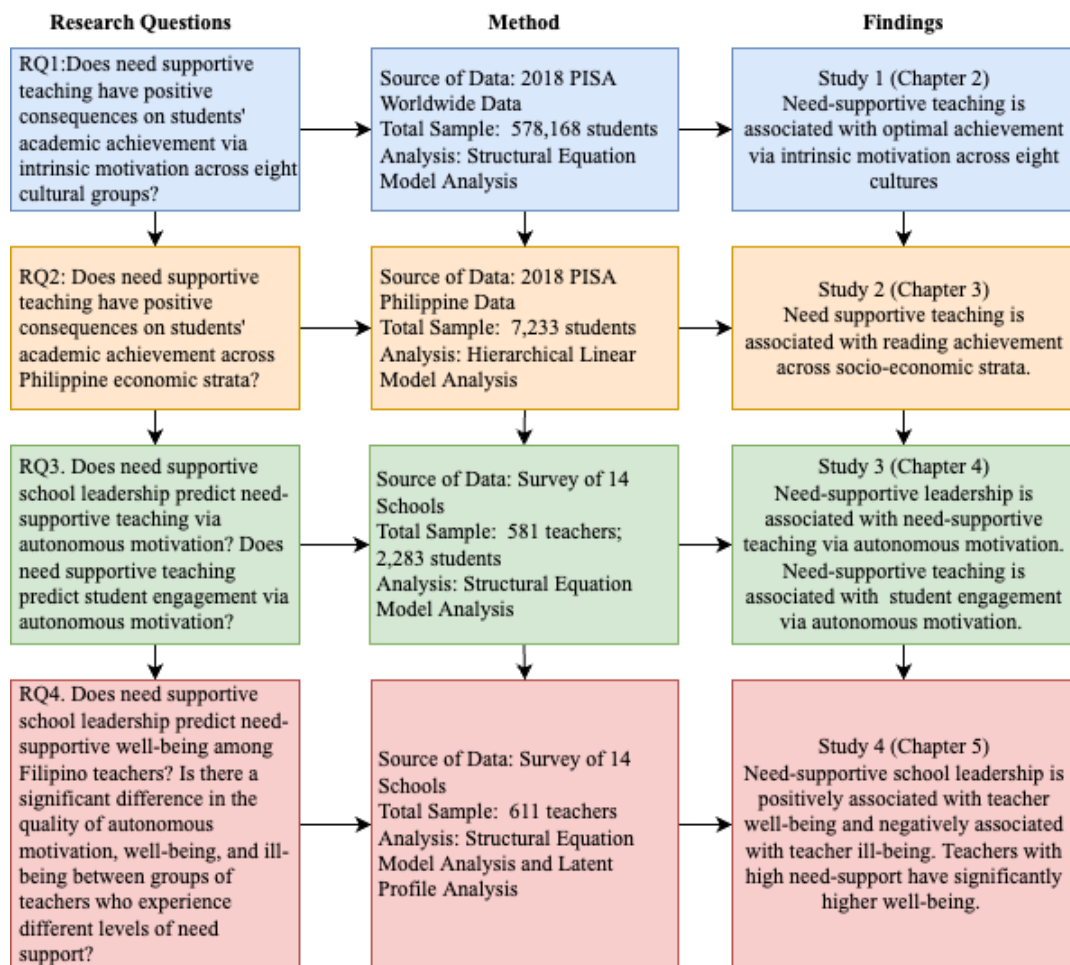 Research Questions
Method
Findings
RQ1:Does need supportive
teaching have positive
consequences on students'
academic achievement via
intrinsic motivation across eight
cultural groups?
Source of Data: 2018 PISA
Worldwide Data
Total Sample: 578,168 students
Analysis: Structural Equation
Model Analysis
Study 1 (Chapter 2)
Need-supportive teaching is
associated with optimal achievement
via intrinsic motivation across eight
cultures
RQ2: Does need supportive
teaching have positive
consequences on students'
academic achievement across
Philippine economic strata?
Source of Data: 2018 PISA
Philippine Data
Total Sample: 7,233 students
Analysis: Hierarchical Linear
Model Analysis
Study 2 (Chapter 3)
Need supportive teaching is
associated with reading achievement
across socio-economic strata.
RQ3. Does need supportive
school leadership predict need-
supportive teaching via
autonomous motivation? Does
need supportive teaching
predict student engagement via
autonomous motivation?
Source of Data: Survey of 14
Schools
Total Sample: 581 teachers;
2,283 students
Analysis: Structural Equation
Model Analysis
Study 3 (Chapter 4)
Need-supportive leadership is
associated with need-supportive
teaching via autonomous motivation.
Need-supportive teaching is
associated with student engagement
via autonomous motivation.
RQ4. Does need supportive
school leadership predict need-
supportive well-being among
Filipino teachers? Is there a
significant difference in the
quality of autonomous
motivation, well-being, and ill-
being between groups of
teachers who experience
different levels of need
support?
Source of Data: Survey of 14
Schools
Total Sample: 611 teachers
Analysis: Structural Equation
Model Analysis and Latent
Profile Analysis
Study 4 (Chapter 5)
Need-supportive school leadership is
positively associated with teacher
well-being and negatively associated
with teacher ill-being. Teachers with
high need-support have significantly
higher well-being.